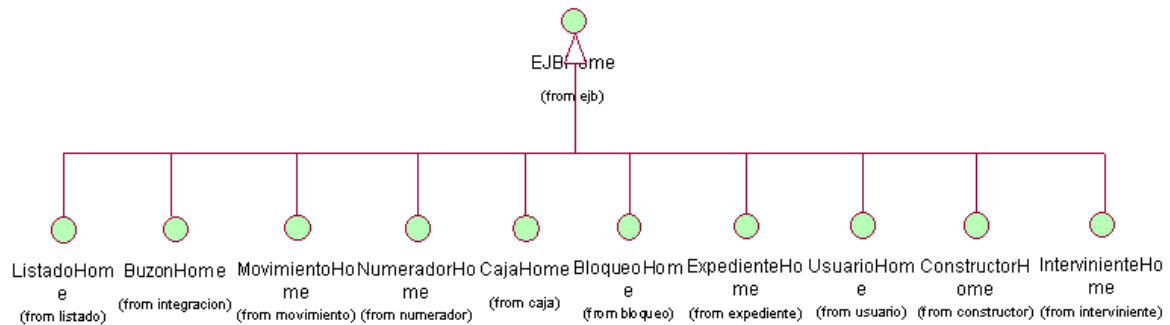 EJBHome
(from ejb)
ListadoHom
e
(from listado)
BuzonHome
(from integracion)
MovimientoHo
me
(from movimiento)
NumeradorHo
me
(from numerador)
CajaHome
(from caja)
BloqueoHom
e
(from bloqueo)
ExpedienteHo
me
(from expediente)
UsuarioHom
e
(from usuario)
ConstructorH
ome
(from constructor)
IntervinienteHo
me
(from interviniente)